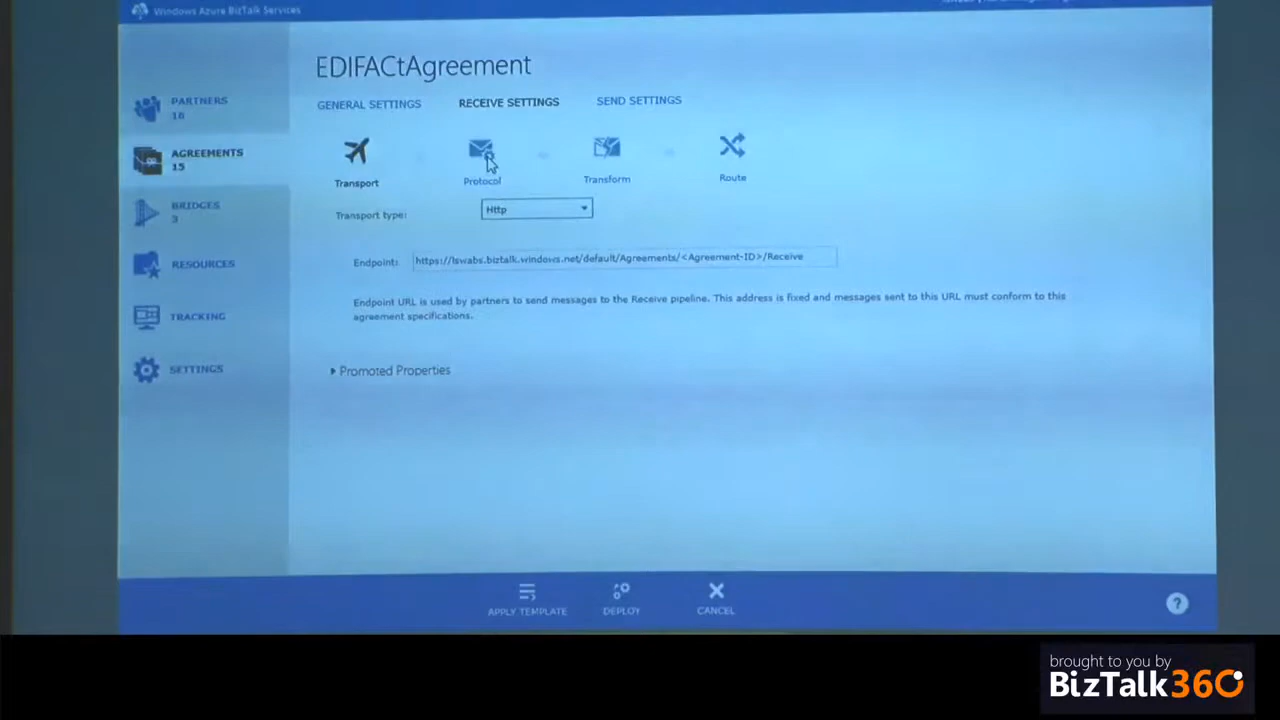 Windows Azure BizTalk Services
EDIFACtAgreement
GENERAL SETTINGS
RECEIVE SETTINGS
SEND SETTINGS
PARTNERS
16
AGREEMENTS
15
BRIDGES
3
RESOURCES
TRACKING
SETTINGS
Transport
Protocol
Transform
Route
Transport type:
Http
Endpoint:
https://lswabs.biztalk.windows.net/default/Agreements/<Agreement-ID>/Receive
Endpoint URL is used by partners to send messages to the Receive pipeline. This address is fixed and messages sent to this URL must conform to this
agreement specifications.
Promoted Properties
APPLY TEMPLATE
DEPLOY
CANCEL
?
brought to you by
BizTalk360